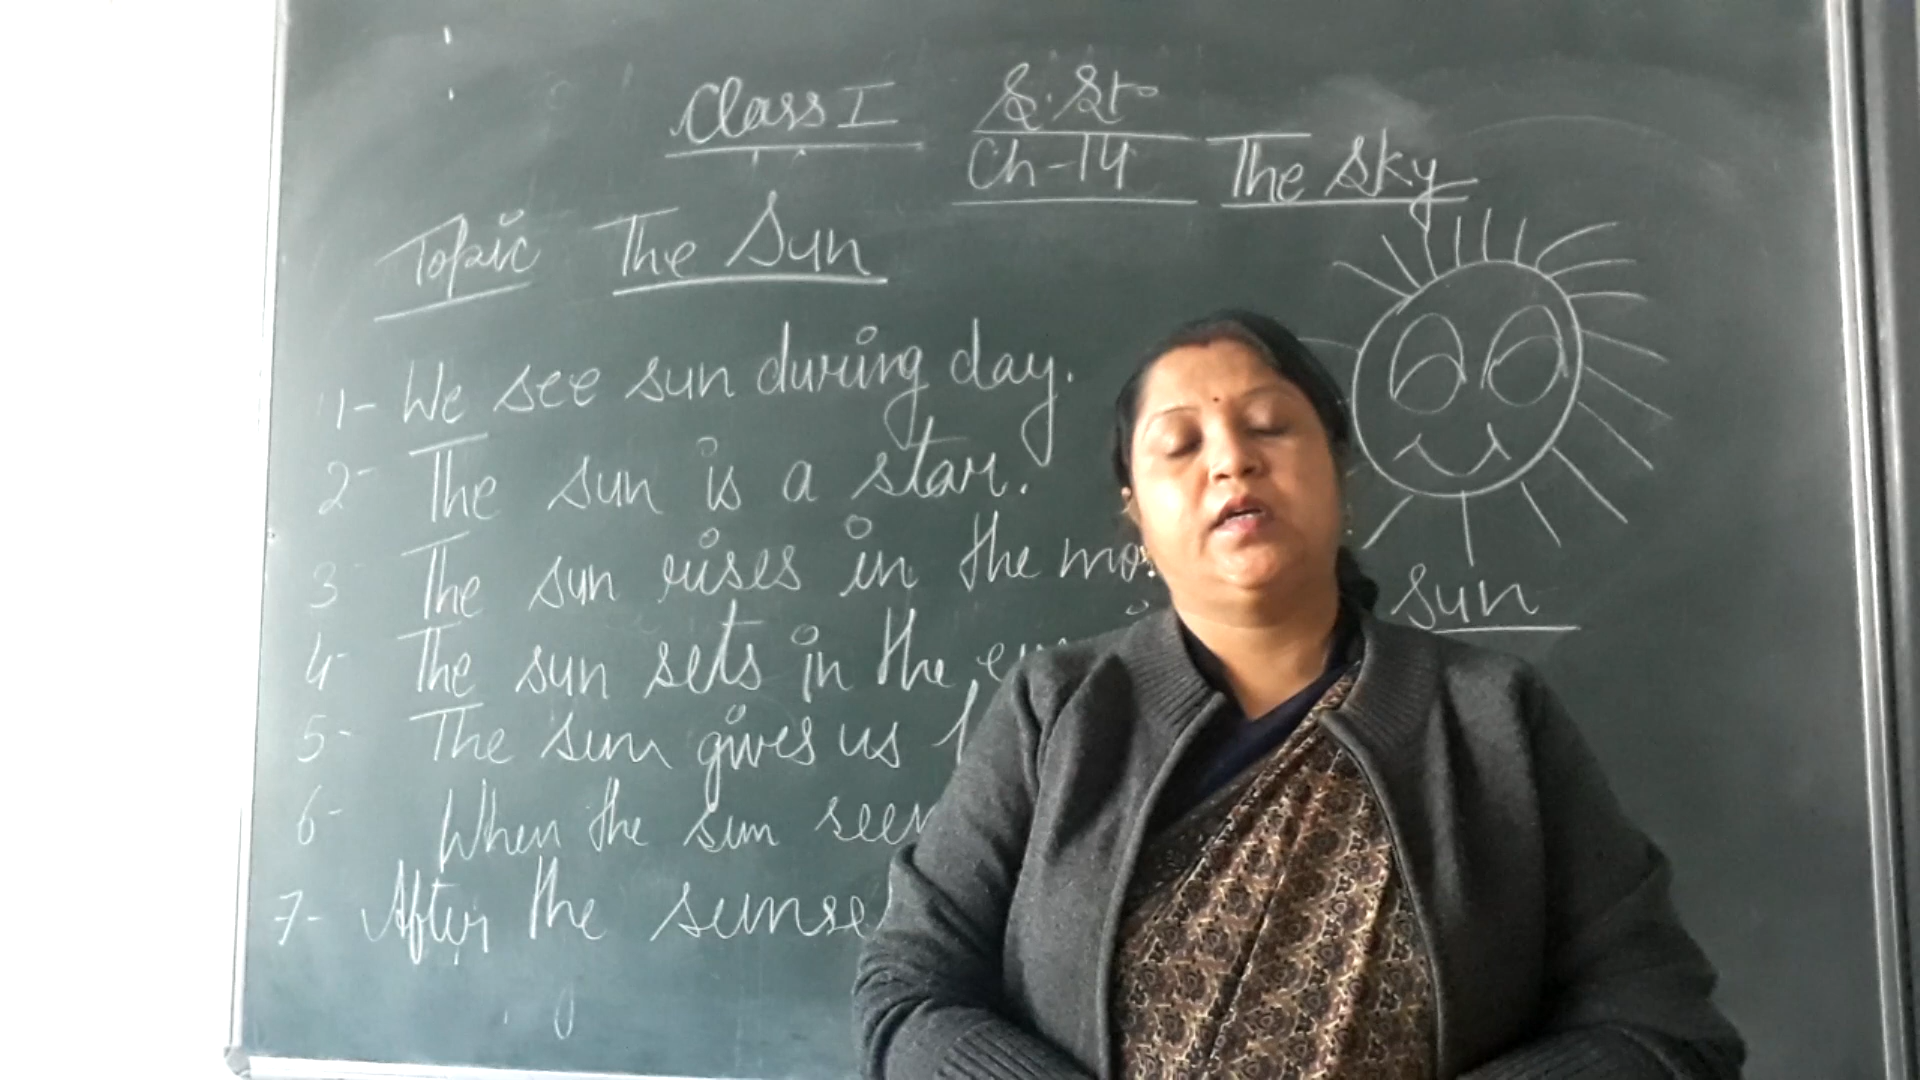 Class I S.St.
Ch-14 The Sky
Topic The Sun
1- We see sun during day.
2- The sun is a star.
3- The sun rises in the
4- The sun sets in the
5- The sun gives us
6- When the sun
7- After the
Sun